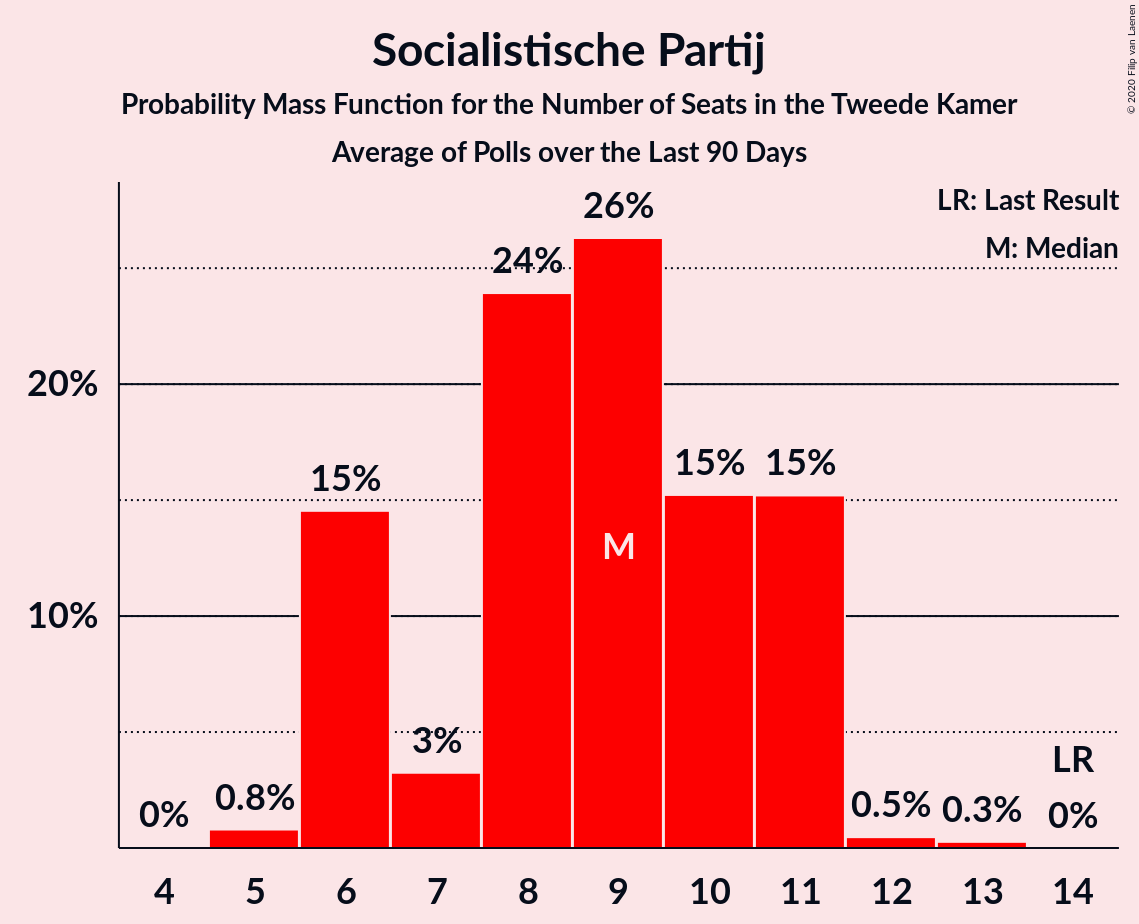 Socialistische Partij
Probability Mass Function for the Number of Seats in the Tweede Kamer
Average of Polls over the Last 90 Days
© 2020 Filip van Laenen
LR: Last Result
M: Median
26%
24%
20%
15%
15%
15%
M
10%
3%
LR
0%
0.8%
0.5%
0.3%
0%
4 5 6 7 8 9 10 11 12 13 14